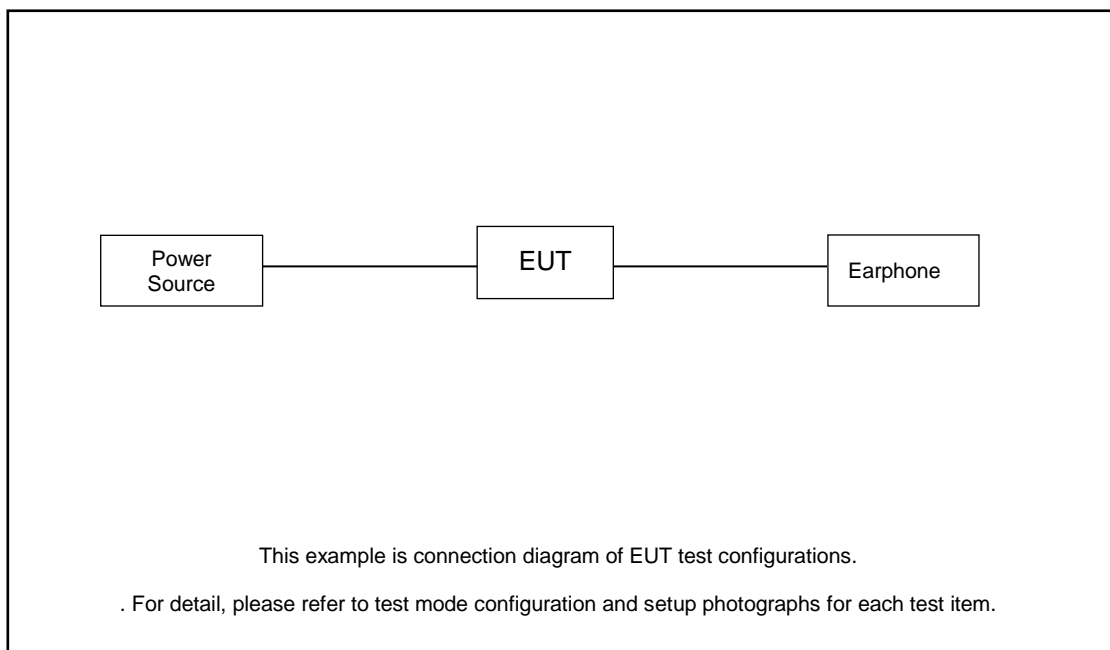 Power
Source
EUT
Earphone
This example is connection diagram of EUT test configurations.
. For detail, please refer to test mode configuration and setup photographs for each test item.